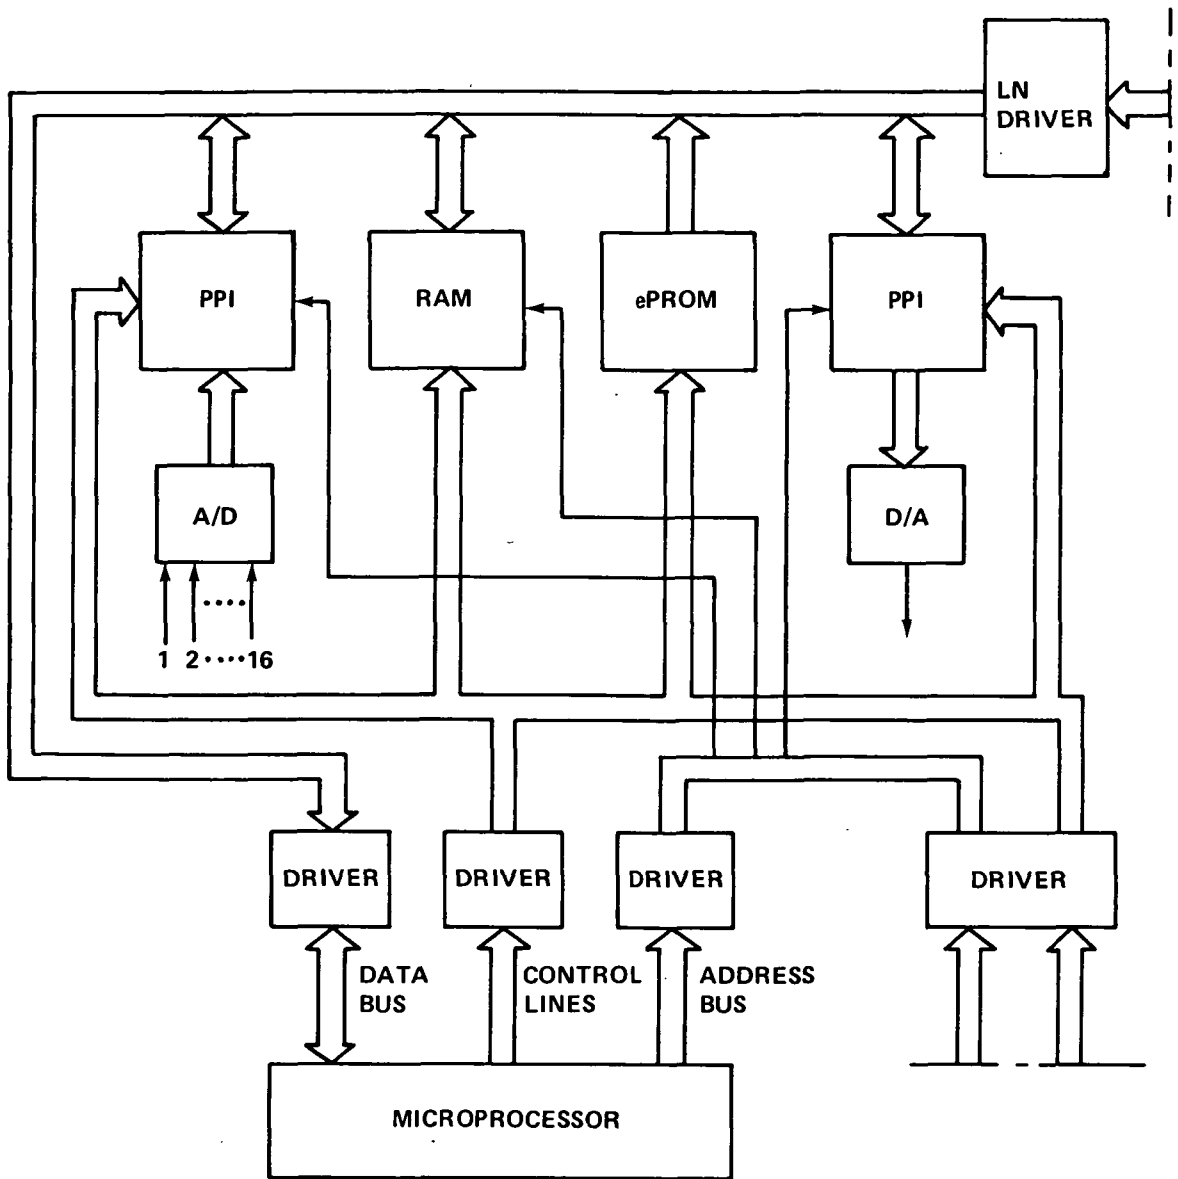 LN
DRIVER
PPI
RAM
ePROM
PPI
A/D
D/A
1 2 ····16
DRIVER
DRIVER
DRIVER
DRIVER
DATA
BUS
CONTROL
LINES
ADDRESS
BUS
MICROPROCESSOR